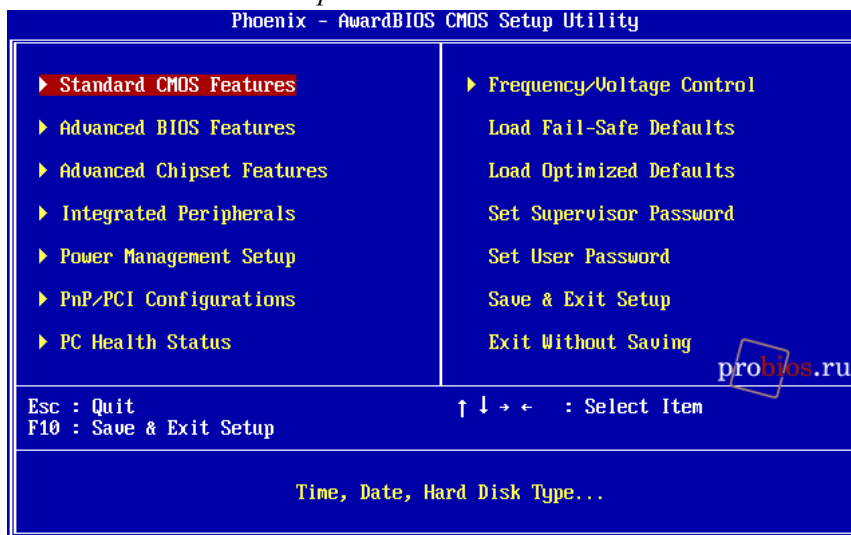 Phoenix - AwardBIOS CMOS Setup Utility
Standard CMOS Features
Advanced BIOS Features
Advanced Chipset Features
Integrated Peripherals
Power Management Setup
PnP/PCI Configurations
PC Health Status
Frequency/Voltage Control
Load Fail-Safe Defaults
Load Optimized Defaults
Set Supervisor Password
Set User Password
Save & Exit Setup
Exit Without Saving
probios.ru
Esc : Quit
F10 : Save & Exit Setup
↑ ↓ → ← : Select Item
Time, Date, Hard Disk Type...